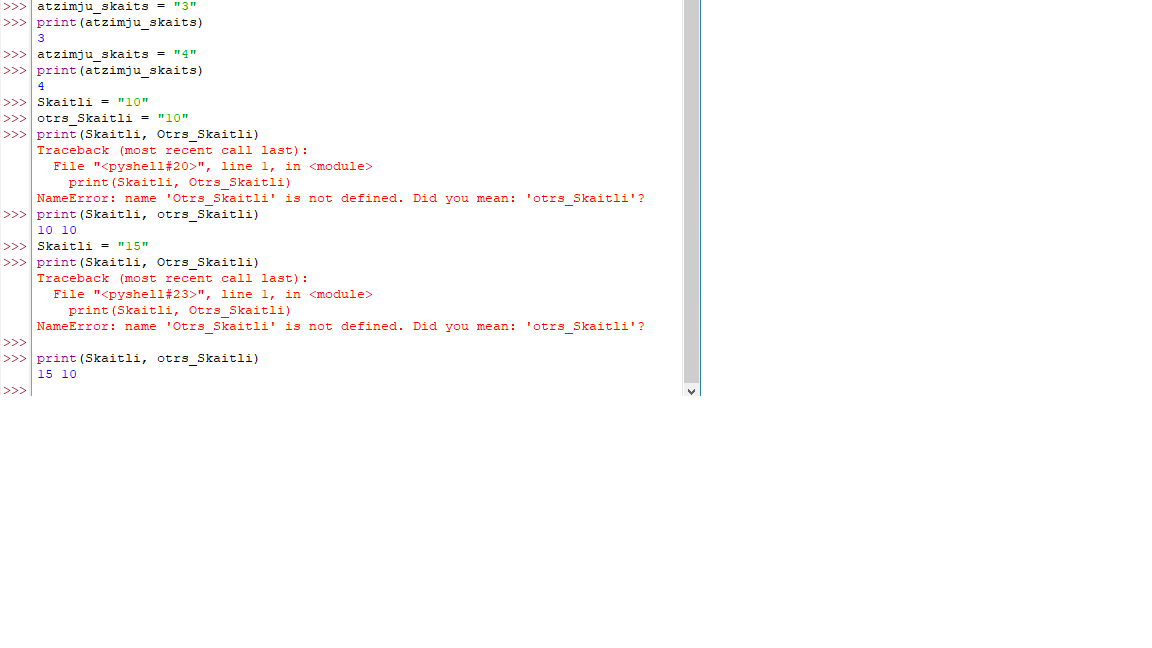 >>> atzimju_skaits = "3"
>>> print(atzimju_skaits)
3
>>> atzimju_skaits = "4"
>>> print(atzimju_skaits)
4
>>> Skaitli = "10"
>>> otrs_Skaitli = "10"
>>> print(Skaitli, Otrs_Skaitli)
Traceback (most recent call last):
  File "<pyshell#20>", line 1, in <module>
    print(Skaitli, Otrs_Skaitli)
NameError: name 'Otrs_Skaitli' is not defined. Did you mean: 'otrs_Skaitli'?
>>> print(Skaitli, otrs_Skaitli)
10 10
>>> Skaitli = "15"
>>> print(Skaitli, Otrs_Skaitli)
Traceback (most recent call last):
  File "<pyshell#23>", line 1, in <module>
    print(Skaitli, Otrs_Skaitli)
NameError: name 'Otrs_Skaitli' is not defined. Did you mean: 'otrs_Skaitli'?
>>>
>>> print(Skaitli, otrs_Skaitli)
15 10
>>>